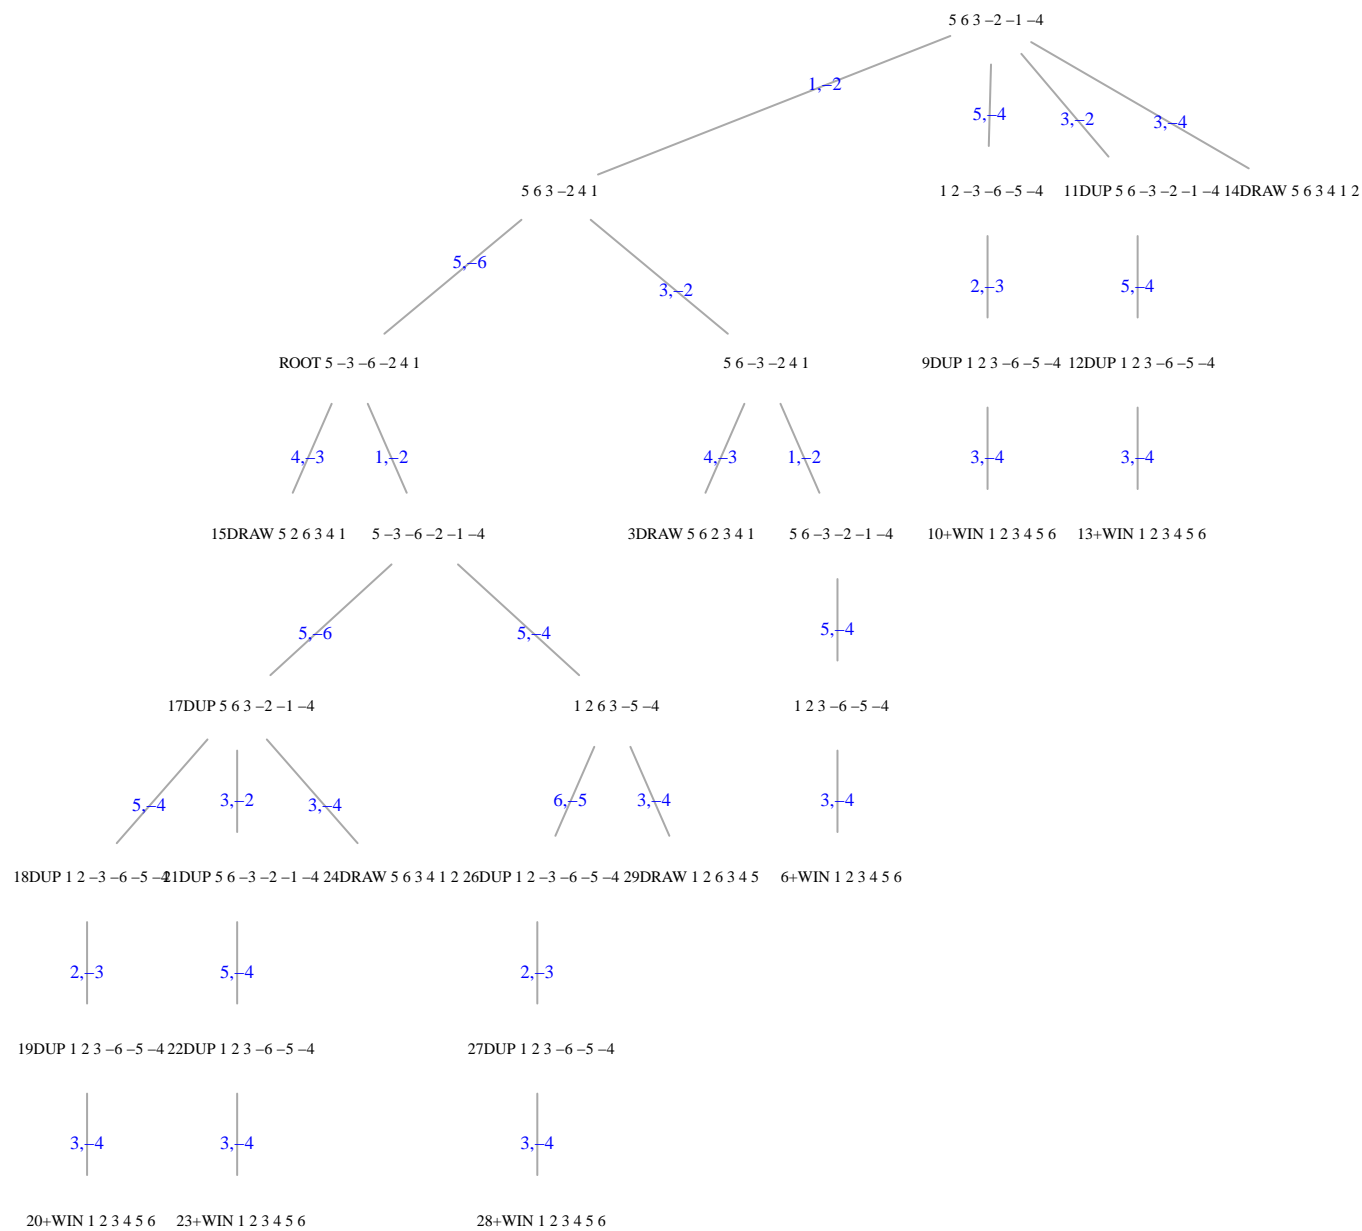 5 6 3 −2 −1 −4
1,−2
5,−4
3,−2
3,−4
5 6 3 −2 4 1
1 2 −3 −6 −5 −4
11DUP 5 6 −3 −2 −1 −4
14DRAW 5 6 3 4 1 2
5,−6
3,−2
2,−3
5,−4
ROOT 5 −3 −6 −2 4 1
5 6 −3 −2 4 1
9DUP 1 2 3 −6 −5 −4
12DUP 1 2 3 −6 −5 −4
4,−3
1,−2
4,−3
1,−2
3,−4
3,−4
15DRAW 5 2 6 3 4 1
5 −3 −6 −2 −1 −4
3DRAW 5 6 2 3 4 1
5 6 −3 −2 −1 −4
10+WIN 1 2 3 4 5 6
13+WIN 1 2 3 4 5 6
5,−6
5,−4
5,−4
17DUP 5 6 3 −2 −1 −4
1 2 6 3 −5 −4
1 2 3 −6 −5 −4
5,−4
3,−2
3,−4
6,−5
3,−4
3,−4
18DUP 1 2 −3 −6 −5 −4
21DUP 5 6 −3 −2 −1 −4
24DRAW 5 6 3 4 1 2
26DUP 1 2 −3 −6 −5 −4
29DRAW 1 2 6 3 4 5
6+WIN 1 2 3 4 5 6
2,−3
5,−4
2,−3
19DUP 1 2 3 −6 −5 −4
22DUP 1 2 3 −6 −5 −4
27DUP 1 2 3 −6 −5 −4
3,−4
3,−4
3,−4
20+WIN 1 2 3 4 5 6
23+WIN 1 2 3 4 5 6
28+WIN 1 2 3 4 5 6